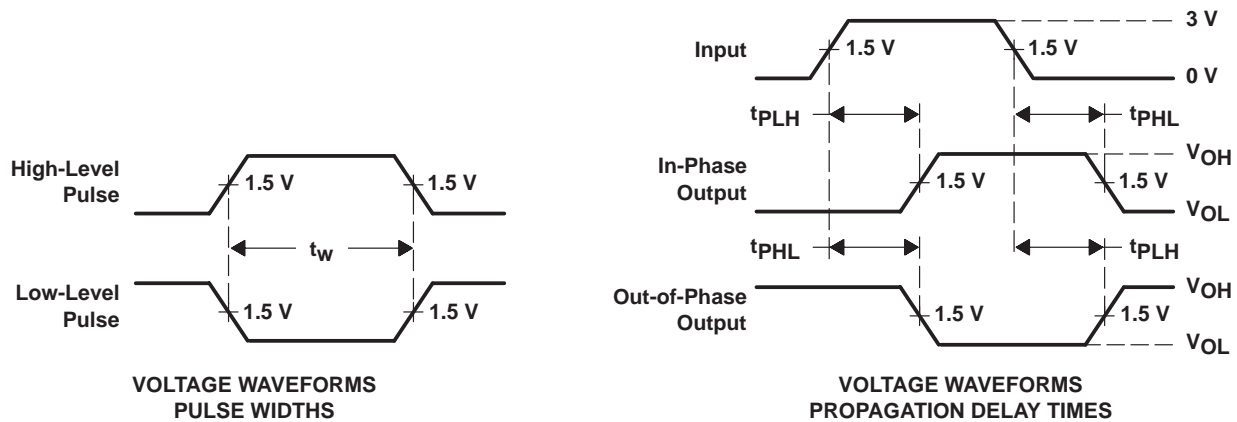 High-Level
Pulse
1.5 V
1.5 V
tw
Low-Level
Pulse
1.5 V
1.5 V
VOLTAGE WAVEFORMS
PULSE WIDTHS
Input
1.5 V
1.5 V
3 V
0 V
tPLH
tPHL
In-Phase
Output
1.5 V
1.5 V
VOH
VOL
tPHL
tPLH
Out-of-Phase
Output
1.5 V
1.5 V
VOH
VOL
VOLTAGE WAVEFORMS
PROPAGATION DELAY TIMES